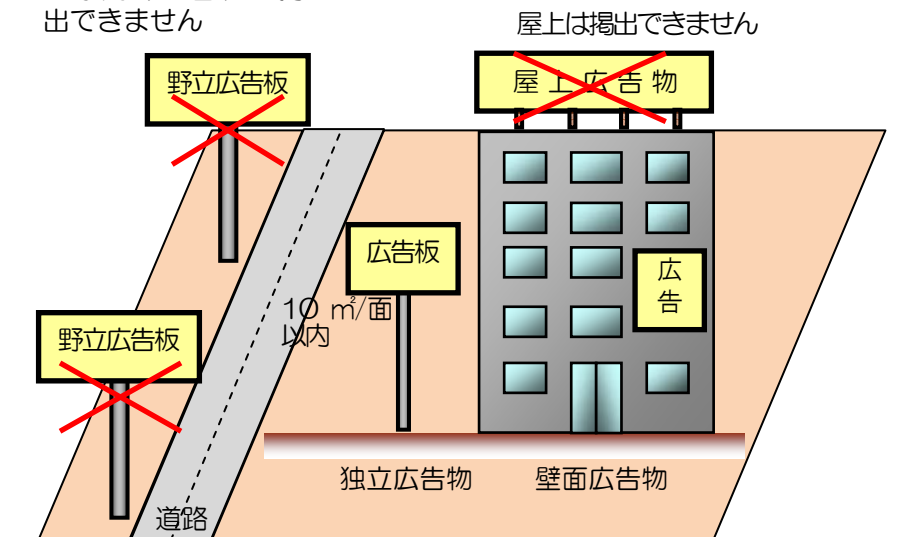 出できません
屋上は掲出できません
野立広告板
屋上広告物
広告板
広
告
10 ㎡/面
以内
野立広告板
独立広告物
壁面広告物
道路